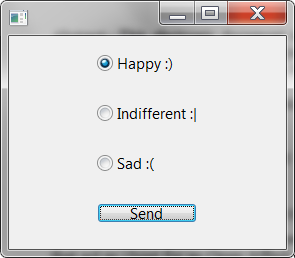 Happy :)
Indifferent :|
Sad :(
Send